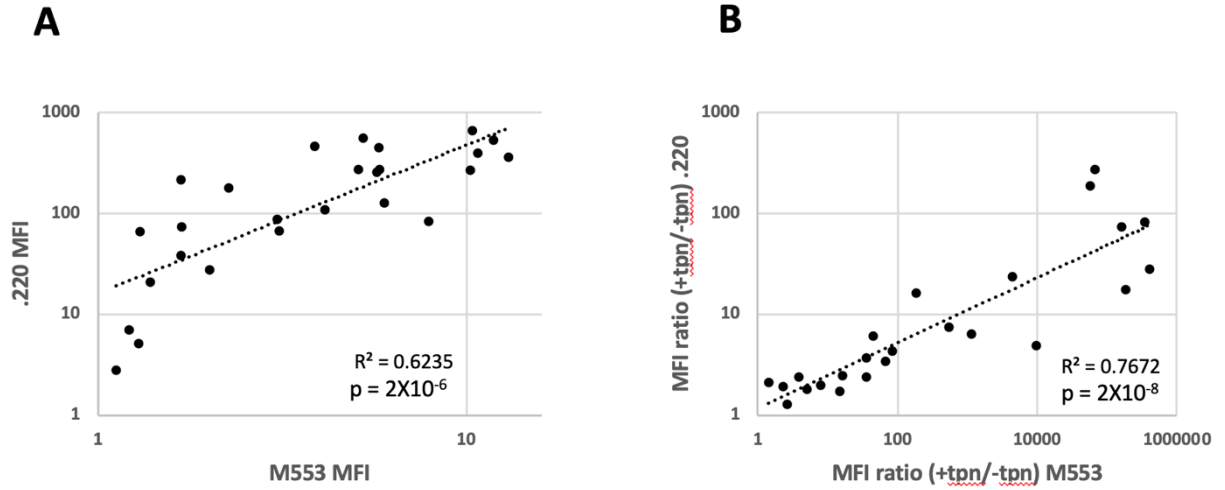 A
1000
100
10
1
1
10
.220 MFI
M553 MFI
R² = 0.6235
p = 2X10⁻⁶
B
1000
100
10
1
1
100
10000
1000000
MFI ratio (+tpn/-tpn) .220
MFI ratio (+tpn/-tpn) M553
R² = 0.7672
p = 2X10⁻⁸